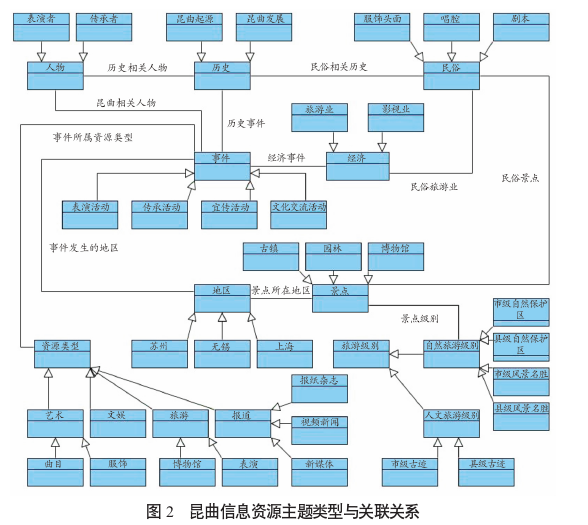 表演者 传承者 昆曲起源 昆曲发展 服饰头面 唱腔 剧本
人物 历史相关人物 历史 民俗相关历史 民俗
昆曲相关人物
旅游业 影视业
历史事件
事件所属资源类型
事件 经济事件 经济
民俗景点
民俗旅游业
表演活动 传承活动 宣传活动 文化交流活动
事件发生的地区
古镇 园林 博物馆
地区 景点所在地区 景点
市级自然保护区
景点级别
苏州 无锡 上海
县级自然保护区
资源类型 旅游级别 自然旅游级别
市级风景名胜
报纸杂志
县级风景名胜
艺术 文娱 旅游 报道 视频新闻 人文旅游级别
曲目 服饰 博物馆 表演 新媒体 市级古迹 县级古迹
图 2 昆曲信息资源主题类型与关联关系